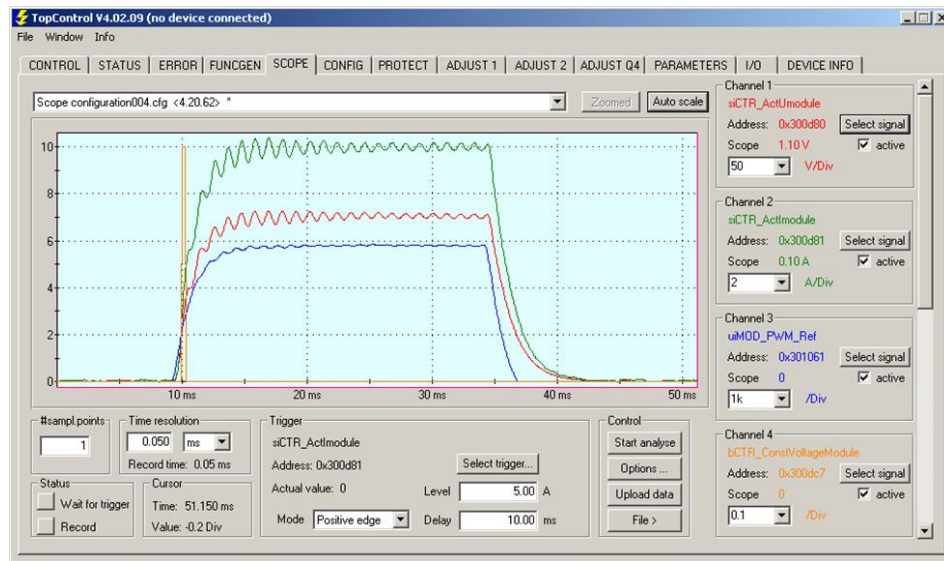 TopControl V4.02.09 (no device connected)
File Window Info
CONTROL STATUS ERROR FUNCGEN SCOPE CONFIG PROTECT ADJUST 1 ADJUST 2 ADJUST Q4 PARAMETERS I/O DEVICE INFO
Scope configuration004.cfg <4.20.62> *
Zoomed
Auto scale
10
8
6
4
2
0
10 ms 20 ms 30 ms 40 ms 50 ms
Channel 1
siCTR_ActUmodule
Address: 0x300d80 Select signal
Scope 1.10 V active
50 V/Div
Channel 2
siCTR_ActImodule
Address: 0x300d81 Select signal
Scope 0.10 A active
2 A/Div
Channel 3
uiMOD_PWM_Ref
Address: 0x301061 Select signal
Scope 0 active
1k /Div
Channel 4
bCTR_ConstVoltageModule
Address: 0x300dc7 Select signal
Scope 0 active
0.1 /Div
#sampl.points
1
Time resolution
0.050 ms
Record time: 0.05 ms
Status
Wait for trigger
Record
Cursor
Time: 51.150 ms
Value: -0.2 Div
Trigger
siCTR_ActImodule
Address: 0x300d81 Select trigger...
Actual value: 0 Level 5.00 A
Mode Positive edge Delay 10.00 ms
Control
Start analyse
Options ...
Upload data
File >